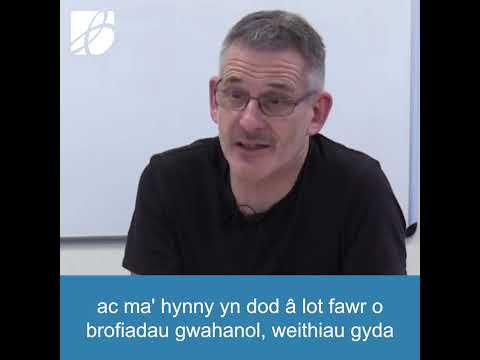 ac ma' hynny yn dod â lot fawr o
brofiadau gwahanol, weithiau gyda